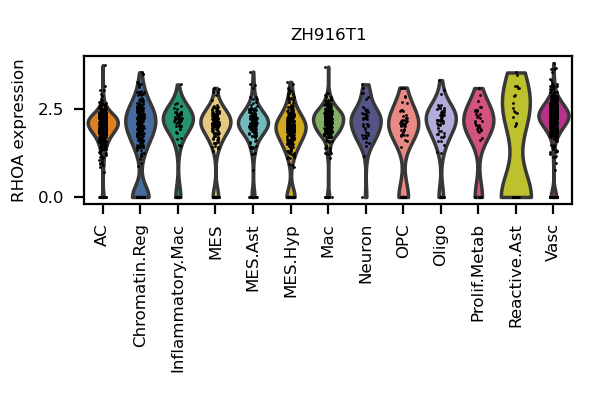 ZH916T1
RHOA expression
2.5
0.0
AC
Chromatin.Reg
Inflammatory.Mac
MES
MES.Ast
MES.Hyp
Mac
Neuron
OPC
Oligo
Prolif.Metab
Reactive.Ast
Vasc